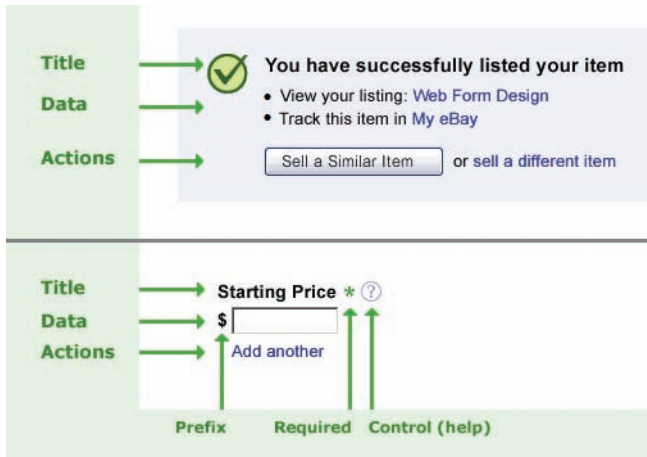 Title
You have successfully listed your item
Data
• View your listing: Web Form Design
• Track this item in My eBay
Actions
Sell a Similar Item or sell a different item
Title
Starting Price * ?
Data
$
Actions
Add another
Prefix Required Control (help)